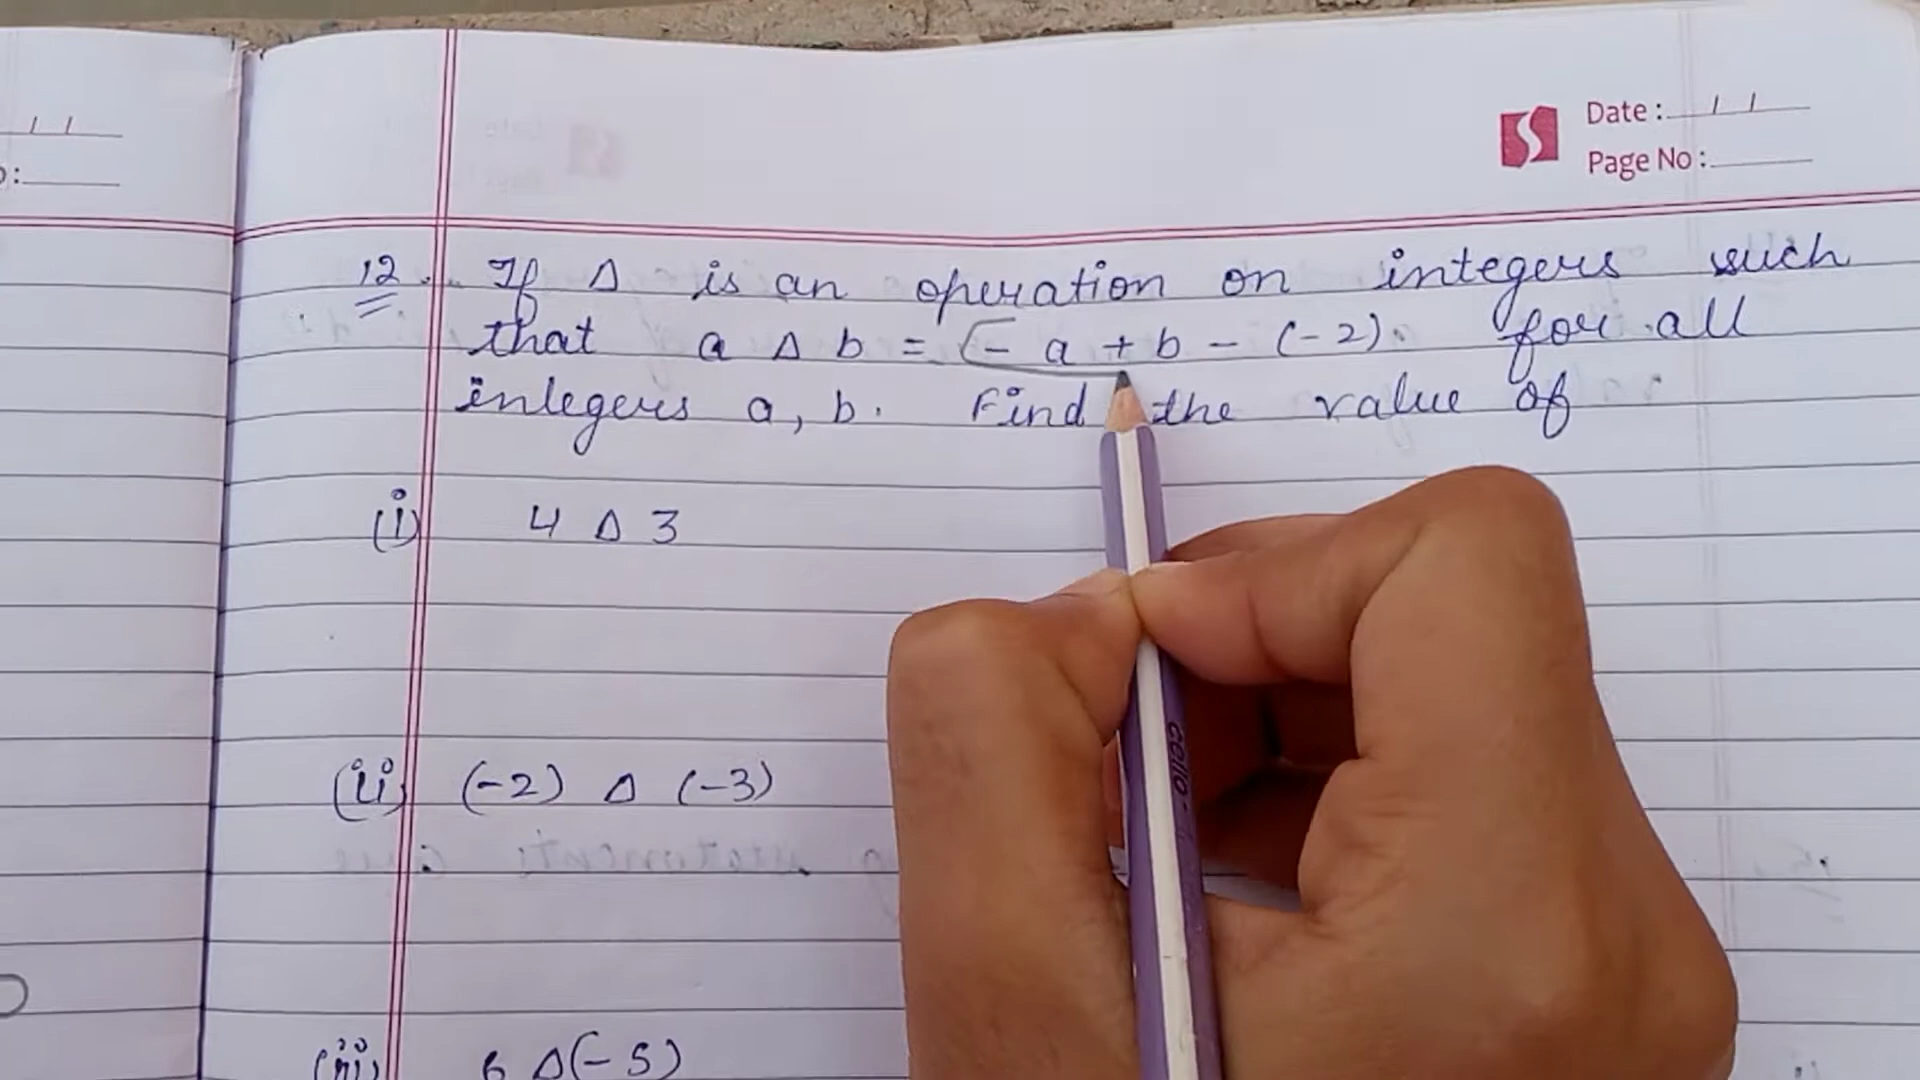 Date : / /
Page No :
12. If Δ is an operation on integers such
that a Δ b = - a + b - (-2). for all
integers a, b. Find the value of
(i) 4 Δ 3
(ii) (-2) Δ (-3)
(iii) 6 Δ (-5)
cello